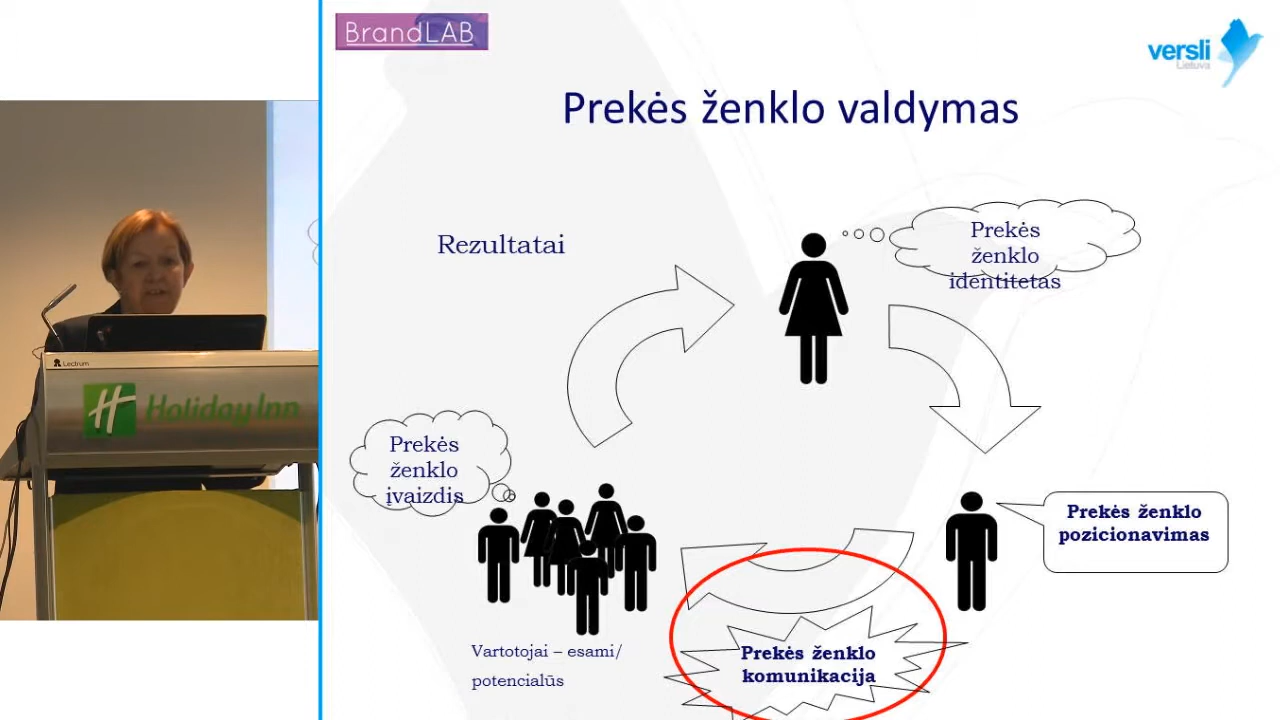 BrandLAB
versli
Lietuva
Prekės ženklo valdymas
Rezultatai
Prekės
ženklo
identitetas
Prekės
ženklo
įvaizdis
Prekės ženklo
pozicionavimas
Vartotojai – esami/
potencialūs
Prekės ženklo
komunikacija
Lectrum
H Holiday Inn